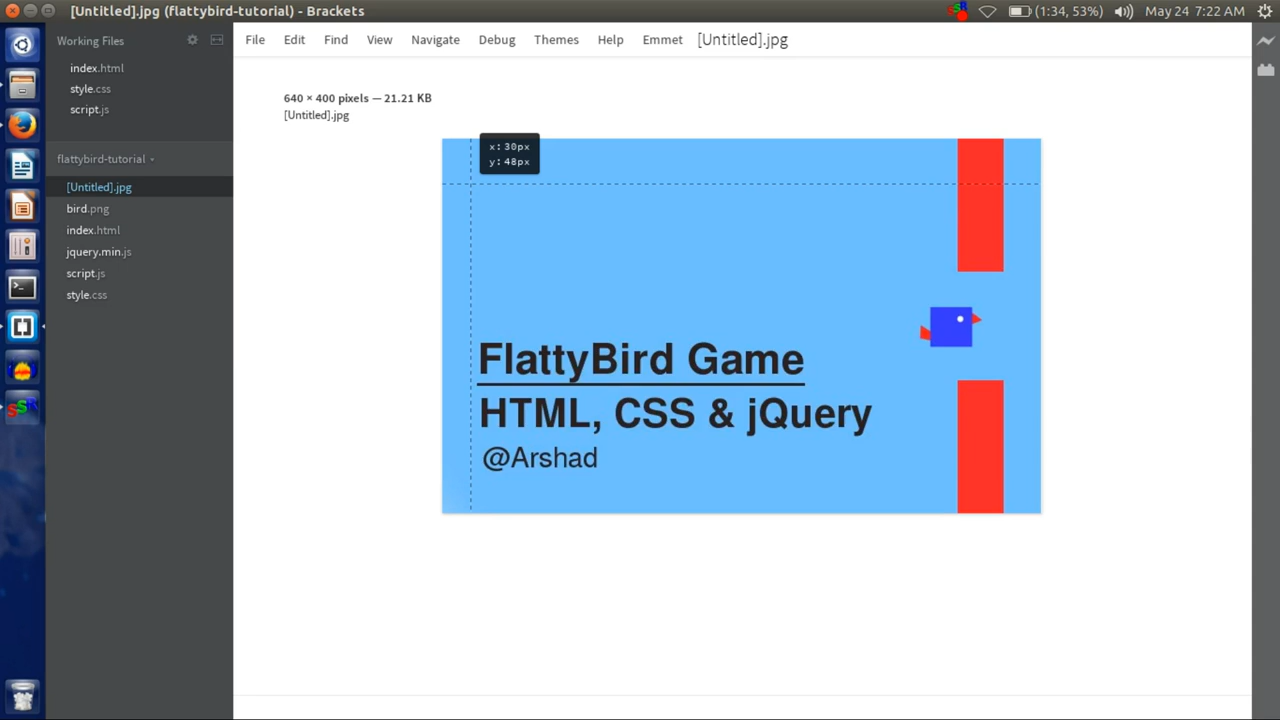 [Untitled].jpg (flattybird-tutorial) - Brackets
(1:34, 53%)
May 24 7:22 AM
Working Files
index.html
style.css
script.js
flattybird-tutorial
[Untitled].jpg
bird.png
index.html
jquery.min.js
script.js
style.css
File Edit Find View Navigate Debug Themes Help Emmet [Untitled].jpg
640 × 400 pixels — 21.21 KB
[Untitled].jpg
x: 30px
y: 48px
FlattyBird Game
HTML, CSS & jQuery
@Arshad
SSR
SSR